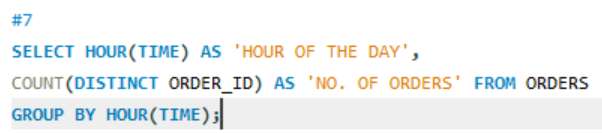 #7
SELECT HOUR(TIME) AS 'HOUR OF THE DAY',
COUNT(DISTINCT ORDER_ID) AS 'NO. OF ORDERS' FROM ORDERS
GROUP BY HOUR(TIME);